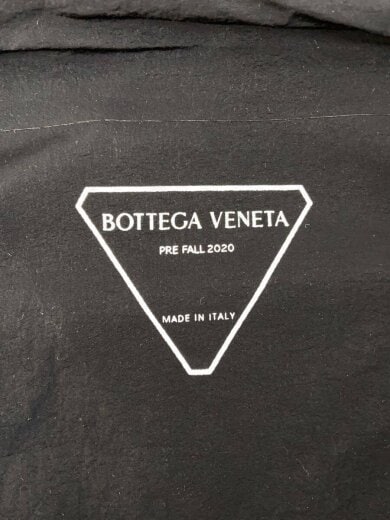 BOTTEGA VENETA
PRE FALL 2020
MADE IN ITALY